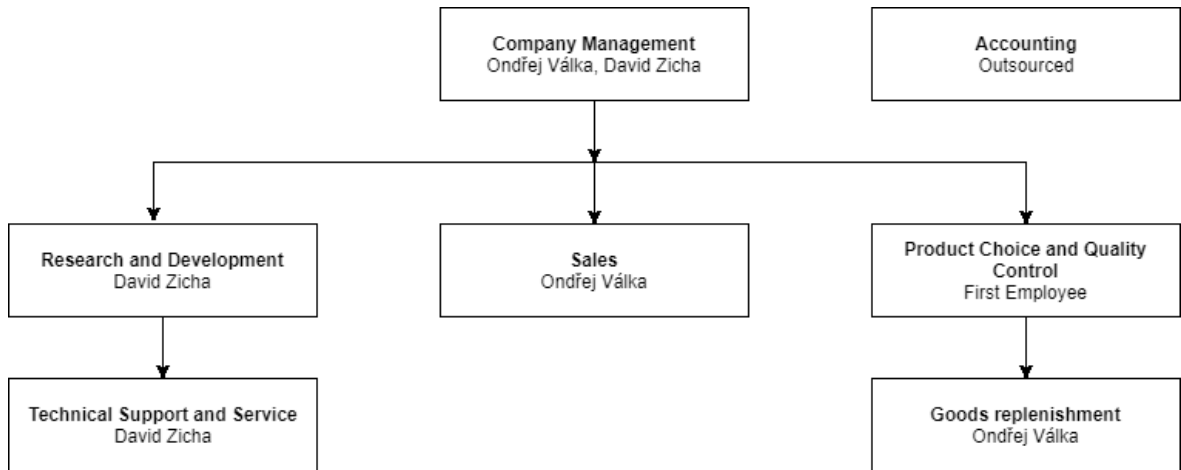 Company Management
Ondřej Válka, David Zicha
Accounting
Outsourced
Research and Development
David Zicha
Sales
Ondřej Válka
Product Choice and Quality
Control
First Employee
Technical Support and Service
David Zicha
Goods replenishment
Ondřej Válka